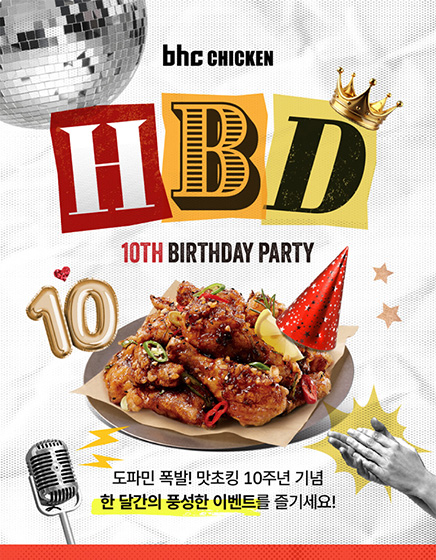 bhc CHICKEN
HBD
10TH BIRTHDAY PARTY
10
도파민 폭발! 맛초킹 10주년 기념
한 달간의 풍성한 이벤트를 즐기세요!